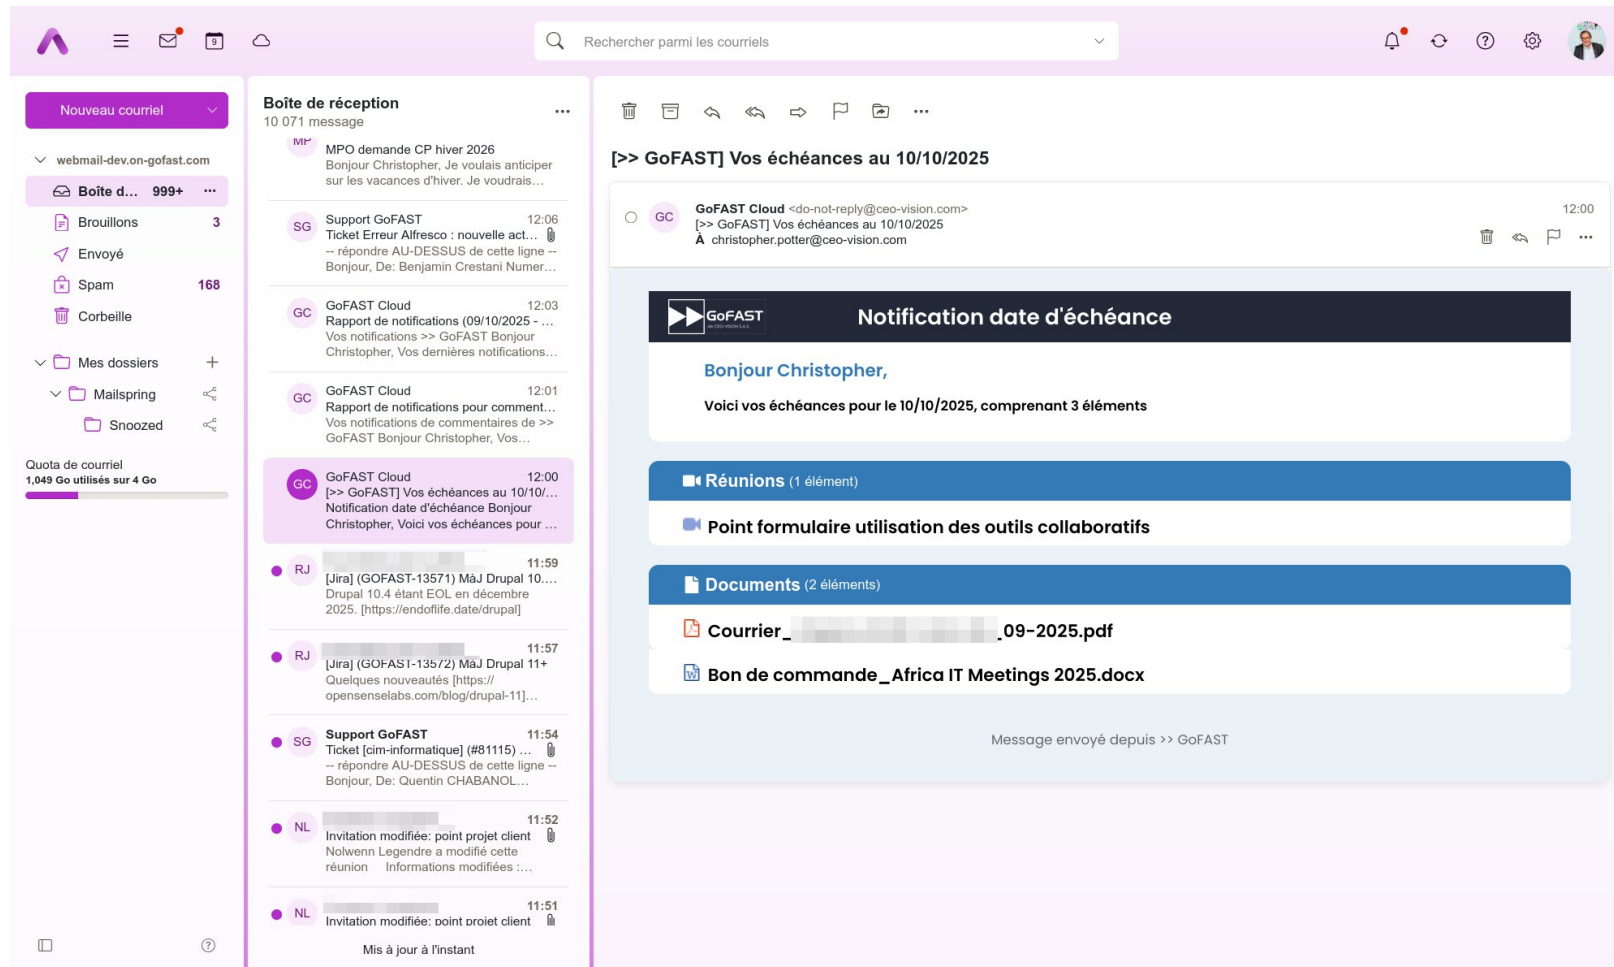 9
Rechercher parmi les courriels
Nouveau courriel
webmail-dev.on-gofast.com
Boîte d... 999+
Brouillons 3
Envoyé
Spam 168
Corbeille
Mes dossiers
Mailspring
Snoozed
Quota de courriel
1,049 Go utilisés sur 4 Go
Boîte de réception
10 071 message
MP
MPO demande CP hiver 2026
Bonjour Christopher, Je voulais anticiper
sur les vacances d'hiver. Je voudrais…
SG
Support GoFAST 12:06
Ticket Erreur Alfresco : nouvelle act…
-- répondre AU-DESSUS de cette ligne --
Bonjour, De: Benjamin Crestani Numer…
GC
GoFAST Cloud 12:03
Rapport de notifications (09/10/2025 - …
Vos notifications >> GoFAST Bonjour
Christopher, Vos dernières notifications…
GC
GoFAST Cloud 12:01
Rapport de notifications pour comment…
Vos notifications de commentaires de >>
GoFAST Bonjour Christopher, Vos…
GC
GoFAST Cloud 12:00
[>> GoFAST] Vos échéances au 10/10/…
Notification date d'échéance Bonjour
Christopher, Voici vos échéances pour …
RJ
11:59
[Jira] (GOFAST-13571) MàJ Drupal 10.…
Drupal 10.4 étant EOL en décembre
2025. [https://endoflife.date/drupal]
RJ
11:57
[Jira] (GOFAST-13572) MàJ Drupal 11+
Quelques nouveautés [https://
opensenselabs.com/blog/drupal-11]…
SG
Support GoFAST 11:54
Ticket [cim-informatique] (#81115) …
-- répondre AU-DESSUS de cette ligne --
Bonjour, De: Quentin CHABANOL…
NL
11:52
Invitation modifiée: point projet client
Nolwenn Legendre a modifié cette
réunion Informations modifiées :…
NL
11:51
Invitation modifiée: point projet client
Mis à jour à l'instant
[>> GoFAST] Vos échéances au 10/10/2025
GC
GoFAST Cloud <do-not-reply@ceo-vision.com> 12:00
[>> GoFAST] Vos échéances au 10/10/2025
À christopher.potter@ceo-vision.com
GoFAST
de CEO-VISION S.A.S.
Notification date d'échéance
Bonjour Christopher,
Voici vos échéances pour le 10/10/2025, comprenant 3 éléments
Réunions (1 élément)
Point formulaire utilisation des outils collaboratifs
Documents (2 éléments)
Courrier_ _09-2025.pdf
Bon de commande_Africa IT Meetings 2025.docx
Message envoyé depuis >> GoFAST